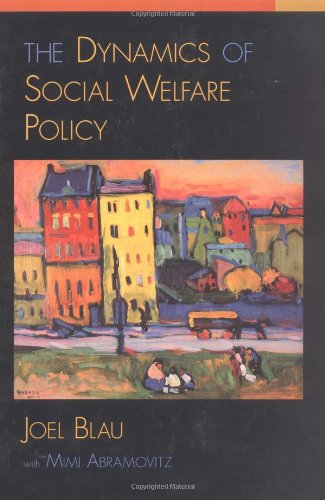 THE DYNAMICS OF
SOCIAL WELFARE
POLICY
JOEL BLAU
with MIMI ABRAMOVITZ